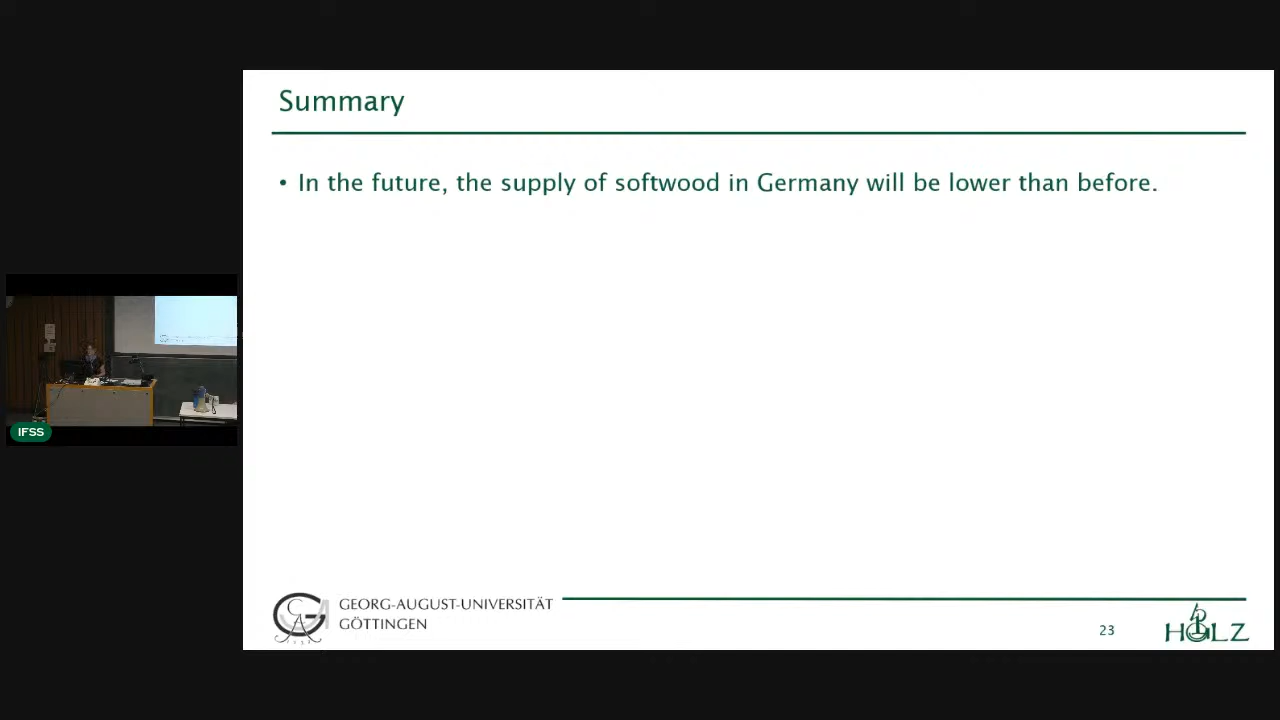 Summary
• In the future, the supply of softwood in Germany will be lower than before.
IFSS
GEORG-AUGUST-UNIVERSITÄT
GÖTTINGEN
23
HOLZ